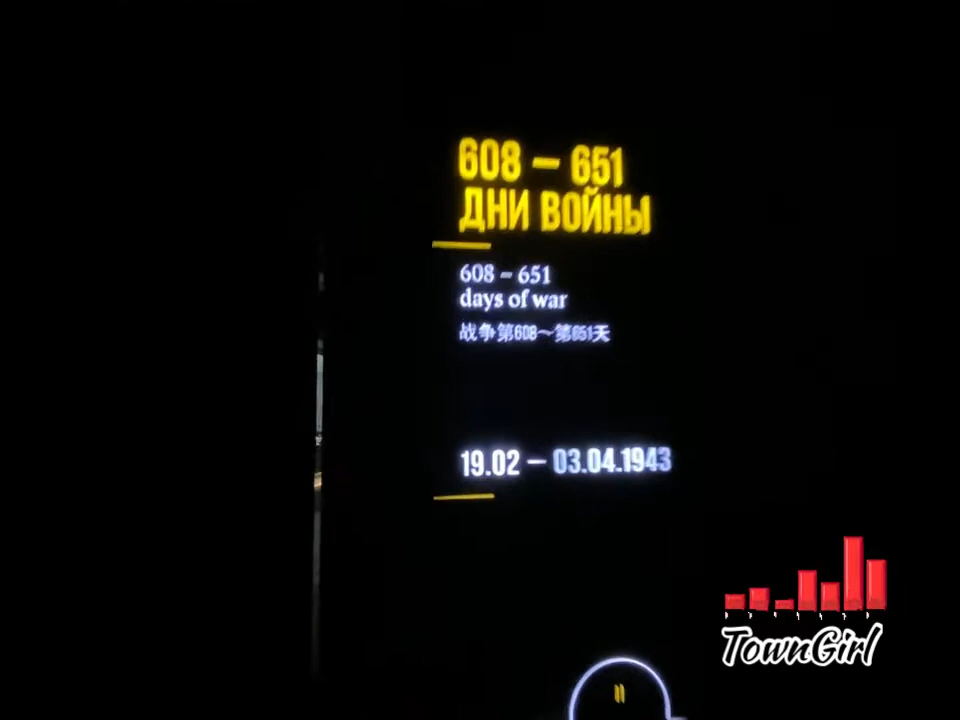 608 – 651
ДНИ ВОЙНЫ
608 – 651
days of war
战争第608～第651天
19.02 – 03.04.1943
TownGirl